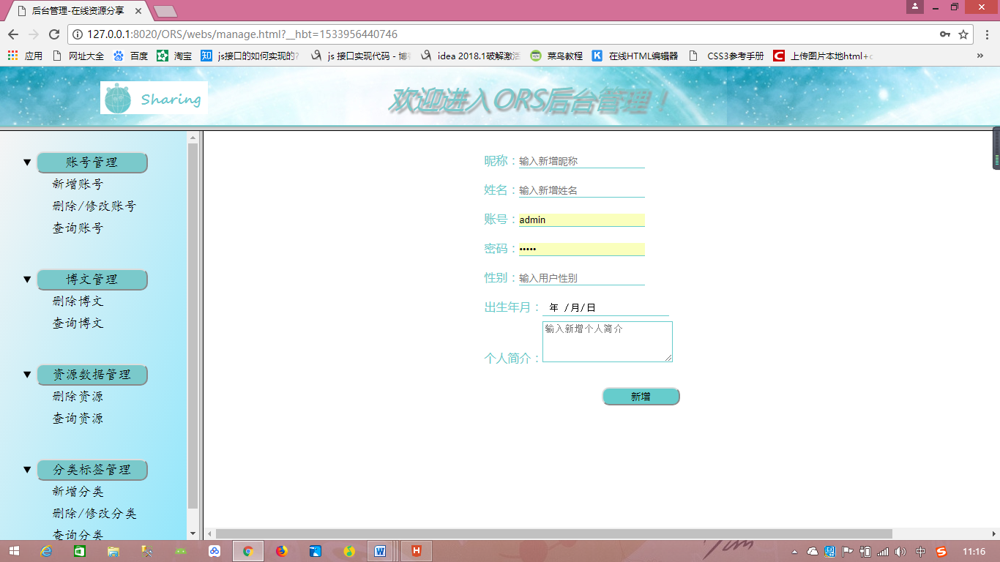 后台管理-在线资源分享
127.0.0.1:8020/ORS/webs/manage.html?__hbt=1533956440746
应用 网址大全 百度 淘宝 js接口的如何实现的? js 接口实现代码 - 博 idea 2018.1破解激活 菜鸟教程 在线HTML编辑器 CSS3参考手册 上传图片本地html+c
Sharing
欢迎进入ORS后台管理！
账号管理
新增账号
删除/修改账号
查询账号
博文管理
删除博文
查询博文
资源数据管理
删除资源
查询资源
分类标签管理
新增分类
删除/修改分类
查询分类
昵称：输入新增昵称
姓名：输入新增姓名
账号：admin
密码：•••••
性别：输入用户性别
出生年月： 年 /月/日
个人简介：输入新增个人简介
新增
中
11:16